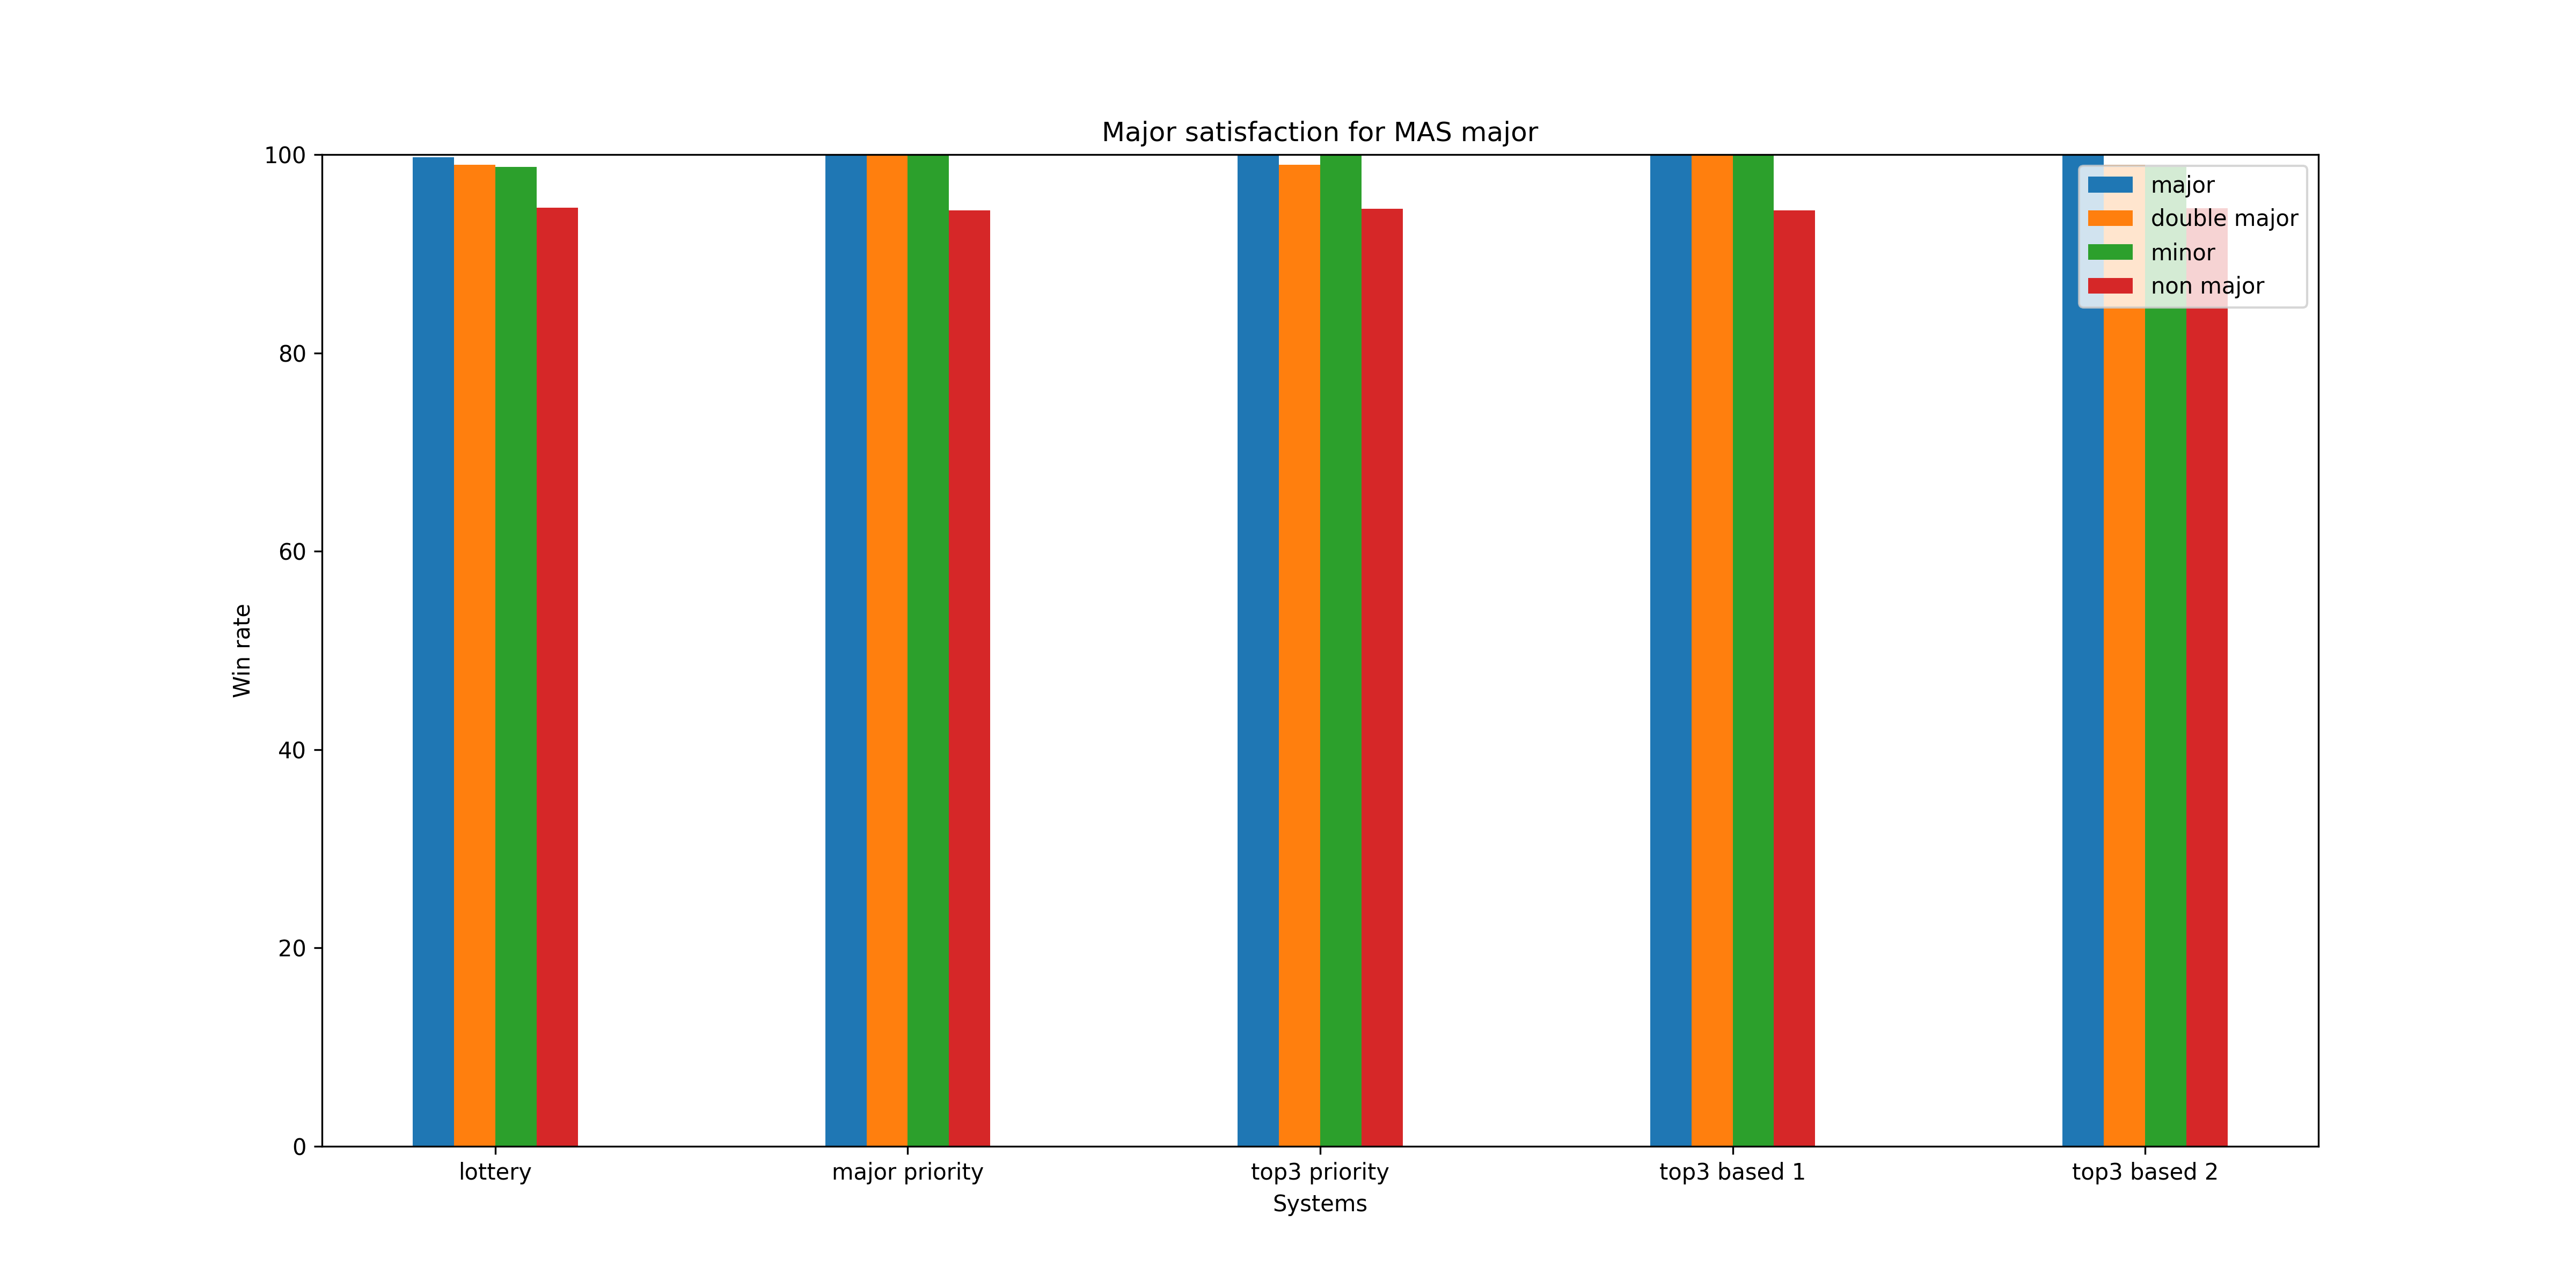 Major satisfaction for MAS major
100
80
60
40
20
0
Win rate
major
double major
minor
non major
lottery
major priority
top3 priority
top3 based 1
top3 based 2
Systems